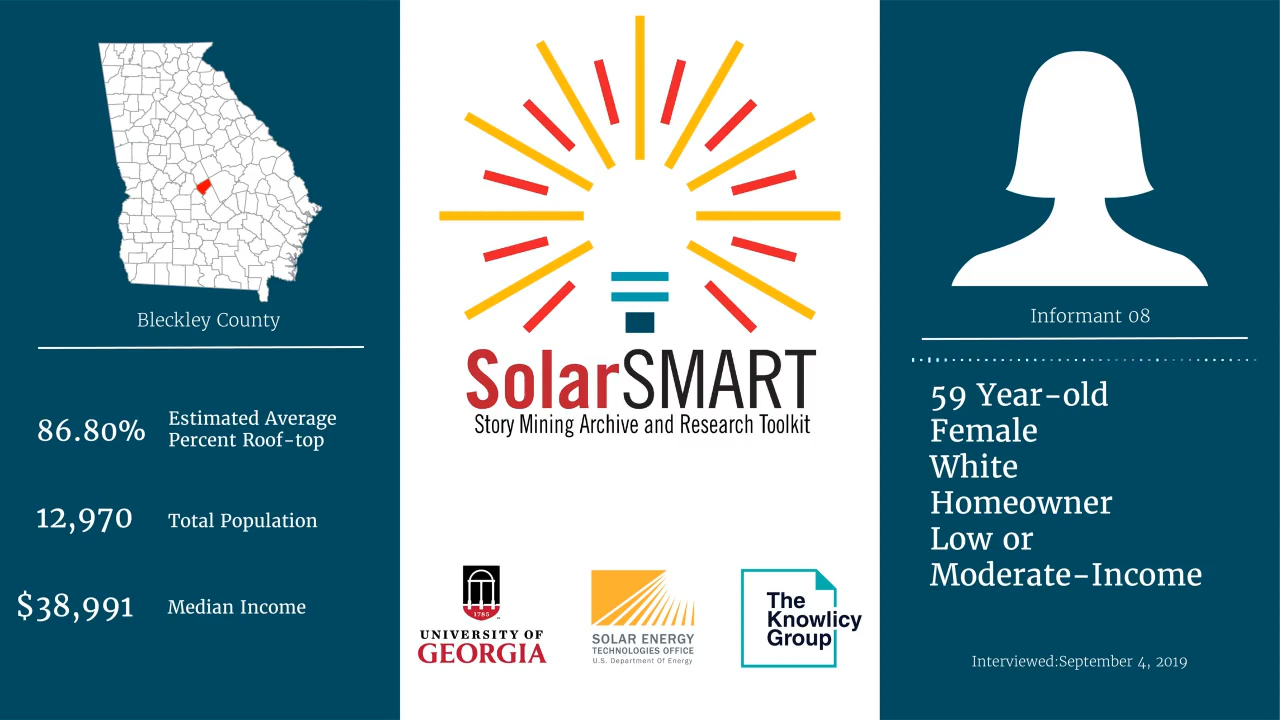 Bleckley County
86.80%
Estimated Average
Percent Roof-top
12,970
Total Population
$38,991
Median Income
SolarSMART
Story Mining Archive and Research Toolkit
1785
UNIVERSITY OF
GEORGIA
SOLAR ENERGY
TECHNOLOGIES OFFICE
U.S. Department Of Energy
The
Knowlicy
Group
Informant 08
59 Year-old
Female
White
Homeowner
Low or
Moderate-Income
Interviewed:September 4, 2019